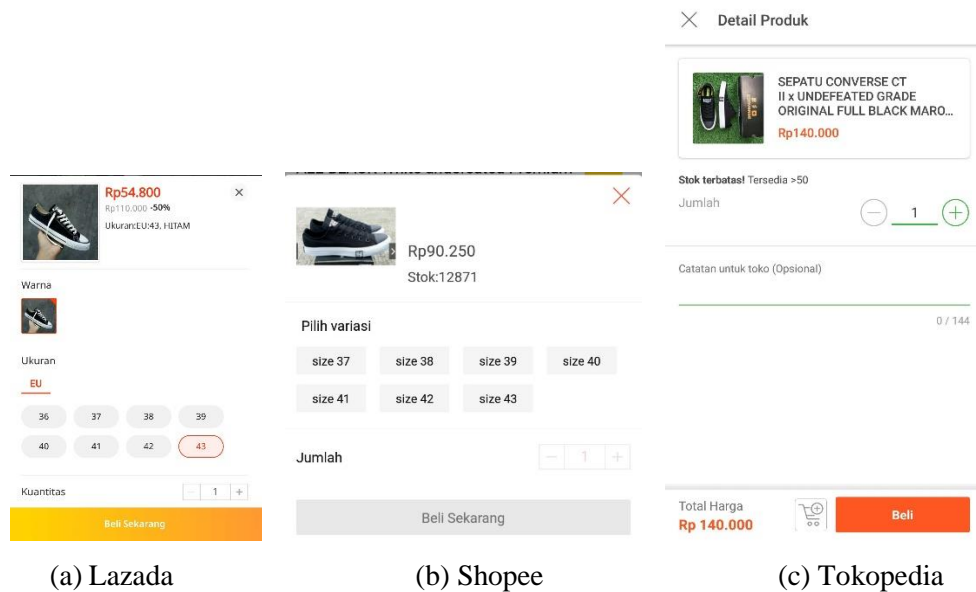 Rp54.800
Rp110.000 -50%
Ukuran:EU:43, HITAM
Warna
Ukuran
EU
36 37 38 39
40 41 42 43
Kuantitas - 1 +
Beli Sekarang
(a) Lazada
Rp90.250
Stok:12871
Pilih variasi
size 37 size 38 size 39 size 40
size 41 size 42 size 43
Jumlah - 1 +
Beli Sekarang
(b) Shopee
Detail Produk
SEPATU CONVERSE CT
II x UNDEFEATED GRADE
ORIGINAL FULL BLACK MARO...
Rp140.000
Stok terbatas! Tersedia >50
Jumlah - 1 +
Catatan untuk toko (Opsional)
0 / 144
Total Harga
Rp 140.000
Beli
(c) Tokopedia